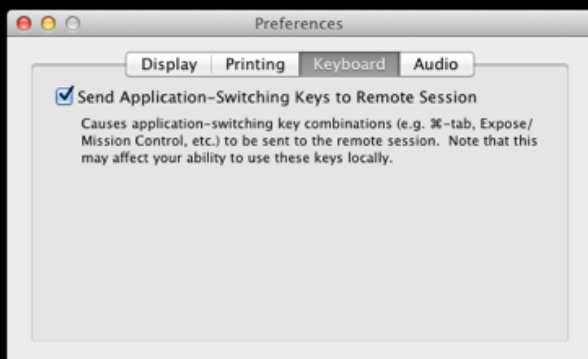 Preferences
Display Printing Keyboard Audio
Send Application-Switching Keys to Remote Session
Causes application-switching key combinations (e.g. ⌘-tab, Expose/
Mission Control, etc.) to be sent to the remote session.  Note that this
may affect your ability to use these keys locally.